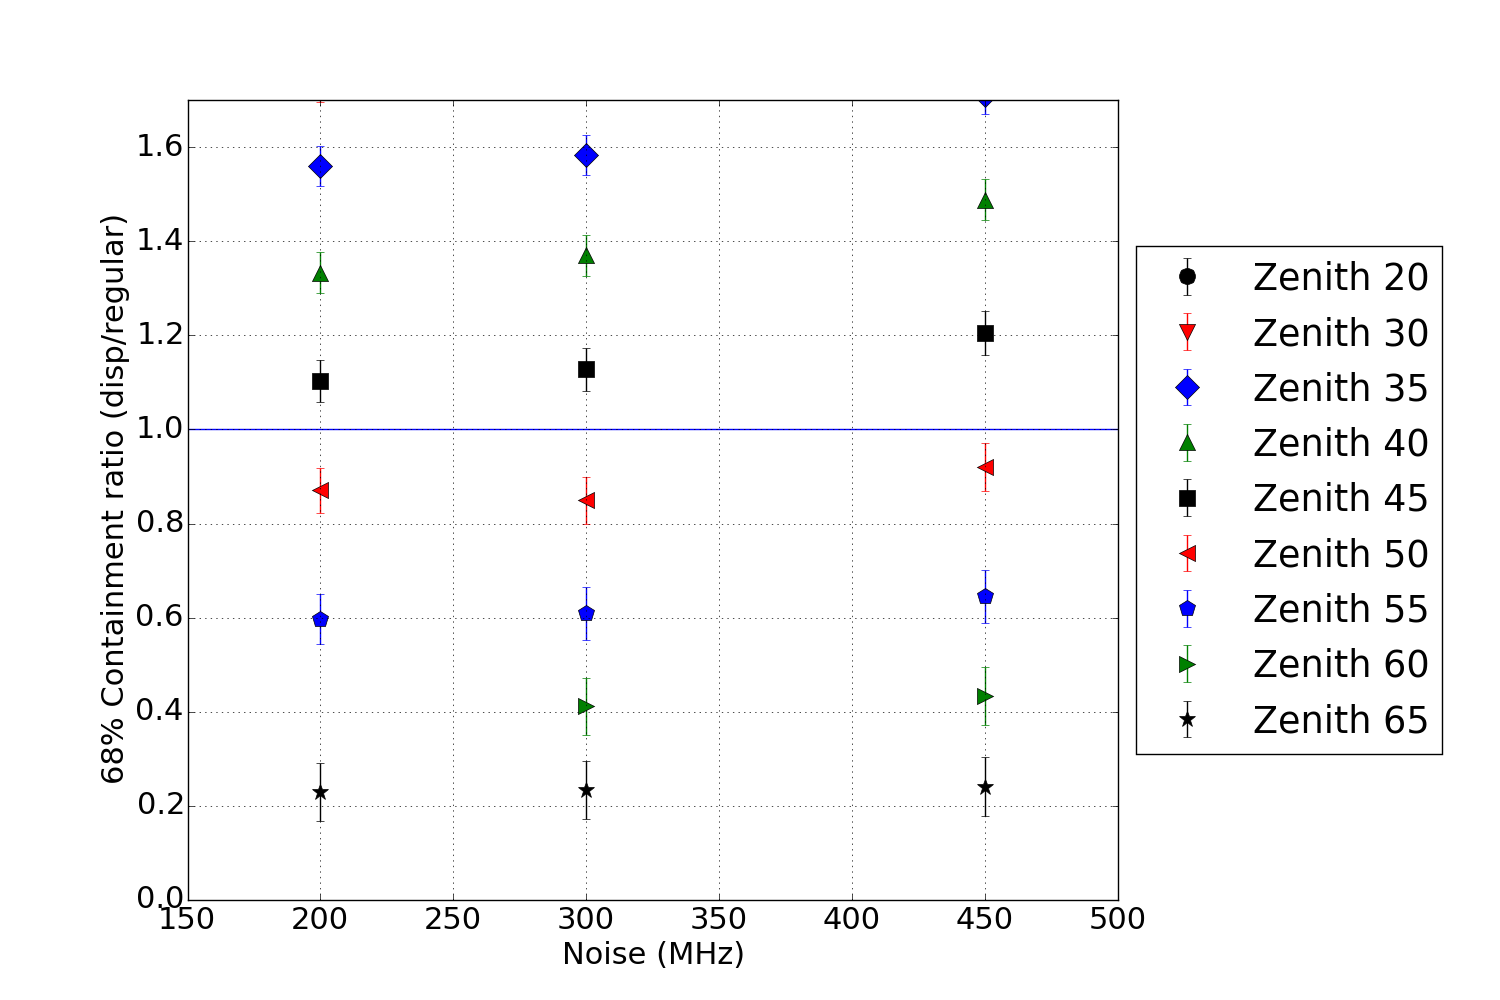 1.6
1.4
1.2
1.0
0.8
0.6
0.4
0.2
0.0
68% Containment ratio (disp/regular)
150 200 250 300 350 400 450 500
Noise (MHz)
Zenith 20
Zenith 30
Zenith 35
Zenith 40
Zenith 45
Zenith 50
Zenith 55
Zenith 60
Zenith 65